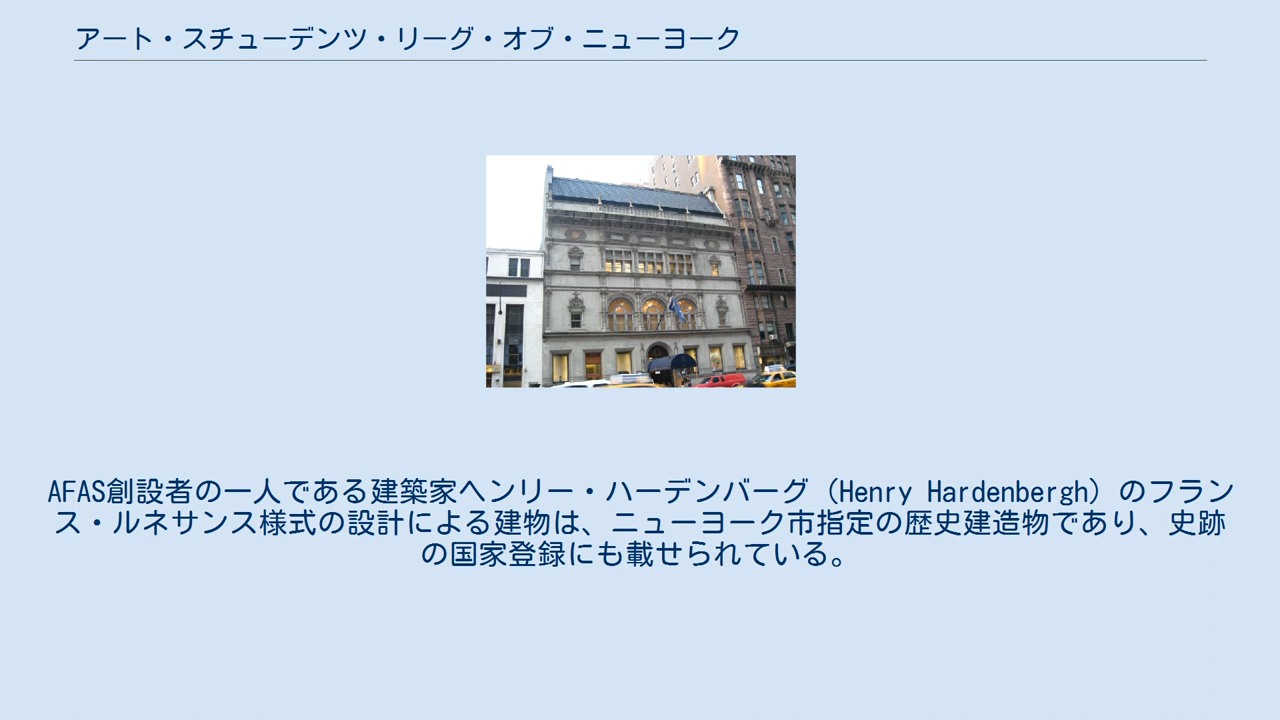 アート・スチューデンツ・リーグ・オブ・ニューヨーク
AFAS創設者の一人である建築家ヘンリー・ハーデンバーグ（Henry Hardenbergh）のフラン
ス・ルネサンス様式の設計による建物は、ニューヨーク市指定の歴史建造物であり、史跡
の国家登録にも載せられている。